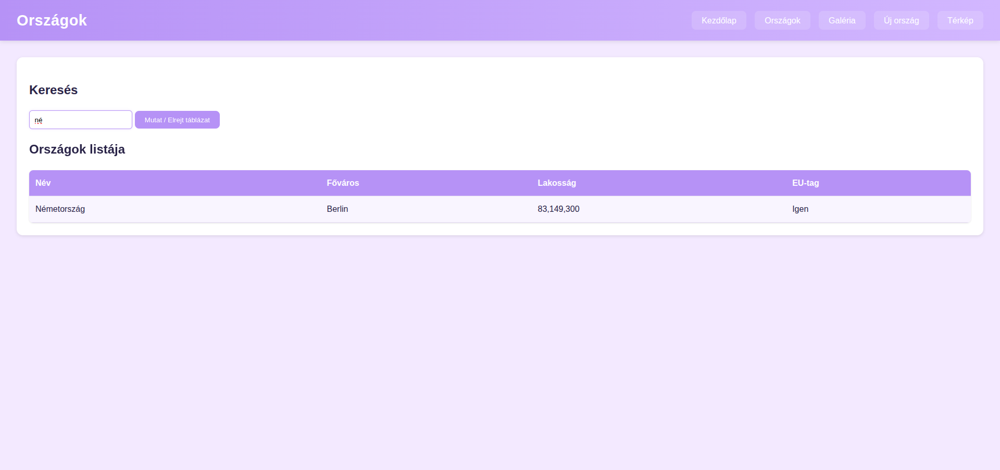 Országok
Kezdőlap Országok Galéria Új ország Térkép
Keresés
né Mutat / Elrejt táblázat
Országok listája
Név Főváros Lakosság EU-tag
Németország Berlin 83,149,300 Igen